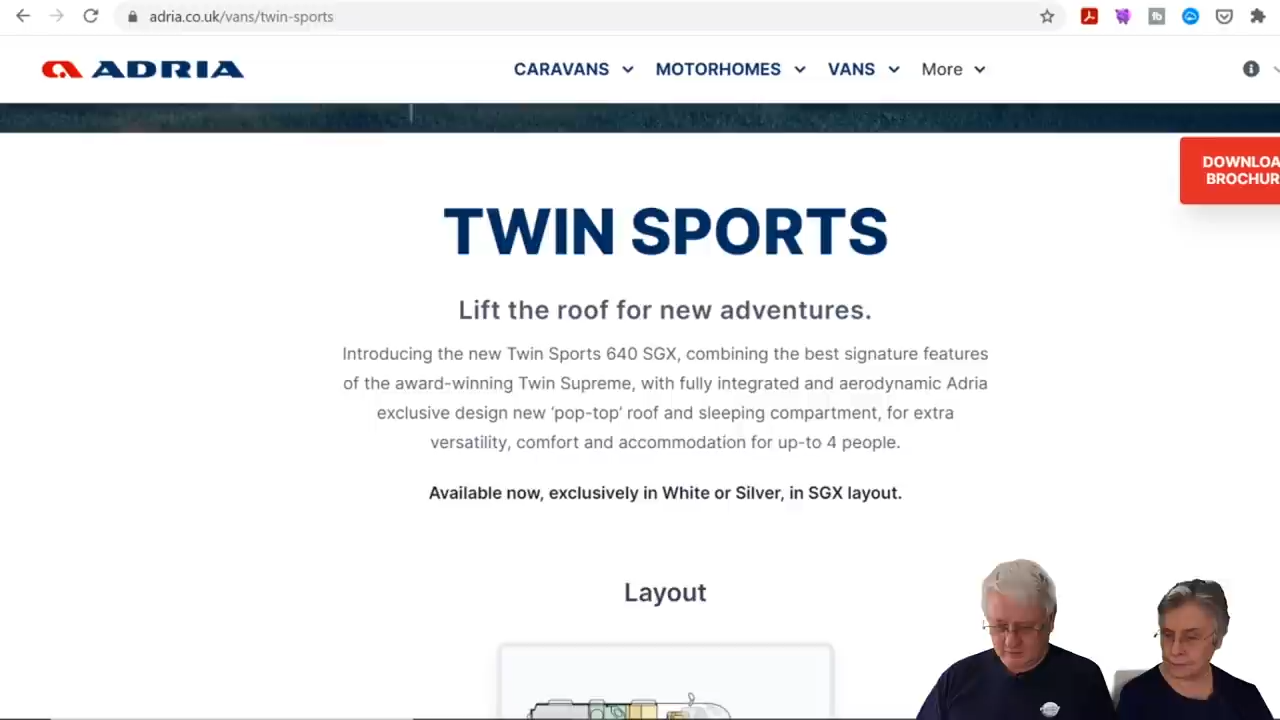 adria.co.uk/vans/twin-sports
ADRIA
CARAVANS
MOTORHOMES
VANS
More
DOWNLOA
BROCHUR
TWIN SPORTS
Lift the roof for new adventures.
Introducing the new Twin Sports 640 SGX, combining the best signature features
of the award-winning Twin Supreme, with fully integrated and aerodynamic Adria
exclusive design new ‘pop-top’ roof and sleeping compartment, for extra
versatility, comfort and accommodation for up-to 4 people.
Available now, exclusively in White or Silver, in SGX layout.
Layout